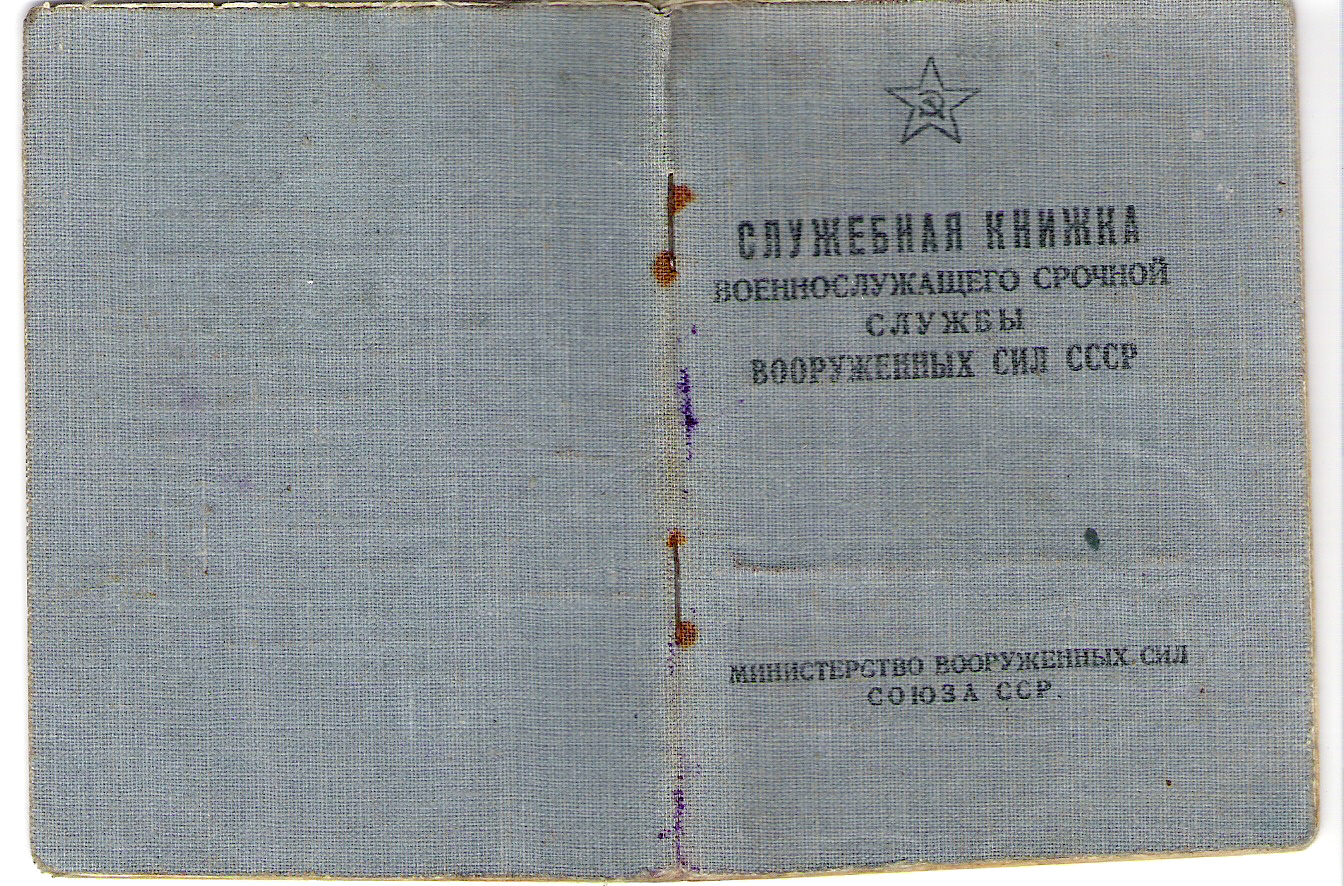 СЛУЖЕБНАЯ КНИЖКА
ВОЕННОСЛУЖАЩЕГО СРОЧНОЙ
СЛУЖБЫ
ВООРУЖЕННЫХ СИЛ СССР
МИНИСТЕРСТВО ВООРУЖЕННЫХ СИЛ
СОЮЗА ССР.